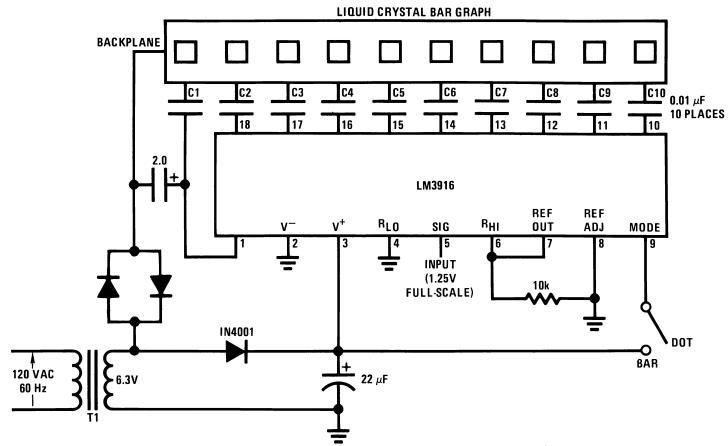 LIQUID CRYSTAL BAR GRAPH
BACKPLANE
C1 C2 C3 C4 C5 C6 C7 C8 C9 C10
0.01 μF
10 PLACES
18 17 16 15 14 13 12 11 10
2.0
+
LM3916
V− V+ RLO SIG RHI REF OUT REF ADJ MODE
1 2 3 4 5 6 7 8 9
INPUT
(1.25V
FULL-SCALE)
10k
IN4001
DOT
BAR
120 VAC
60 Hz
6.3V
+
22 μF
T1